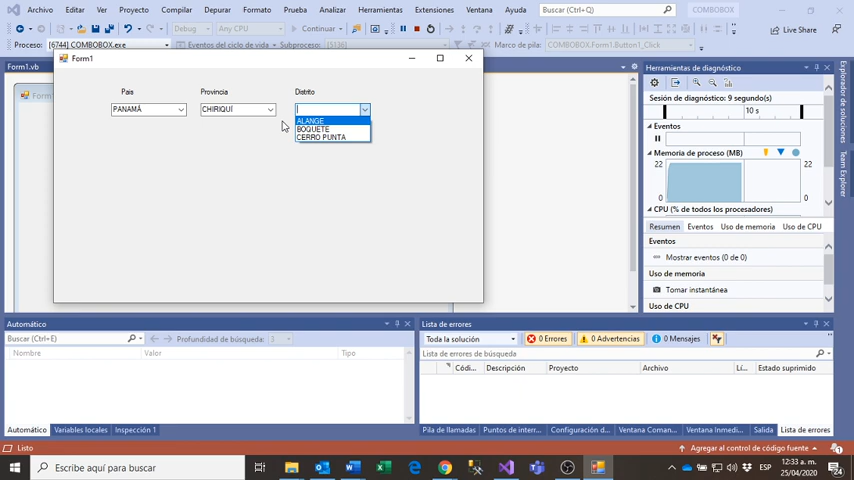 Archivo Editar Ver Proyecto Compilar Depurar Formato Prueba Analizar Herramientas Extensiones Ventana Ayuda Buscar (Ctrl+Q) COMBOBOX
Debug Any CPU Continuar Live Share
Proceso: [6744] COMBOBOX.exe Eventos del ciclo de vida Subproceso: [5136] Marco de pila: COMBOBOX.Form1.Button1_Click
Form1.vb
Form1
Form1
Pais Provincia Distrito
PANAMÁ CHIRIQUÍ
ALANGE
BOQUETE
CERRO PUNTA
Herramientas de diagnóstico
Sesión de diagnóstico: 9 segundo(s)
10 s
Eventos
Memoria de proceso (MB)
22 22
0 0
CPU (% de todos los procesadores)
Resumen Eventos Uso de memoria Uso de CPU
Eventos
Mostrar eventos (0 de 0)
Uso de memoria
Tomar instantánea
Uso de CPU
Explorador de soluciones
Team Explorer
Automático
Buscar (Ctrl+E) Profundidad de búsqueda: 3
Nombre Valor Tipo
Automático Variables locales Inspección 1
Lista de errores
Toda la solución 0 Errores 0 Advertencias 0 Mensajes
Lista de errores de búsqueda
Códi... Descripción Proyecto Archivo Lí... Estado suprimido
Pila de llamadas Puntos de interr... Configuración d... Ventana Coman... Ventana Inmedi... Salida Lista de errores
Listo Agregar al control de código fuente 1
Escribe aquí para buscar
ESP
12:33 a. m.
25/04/2020
24